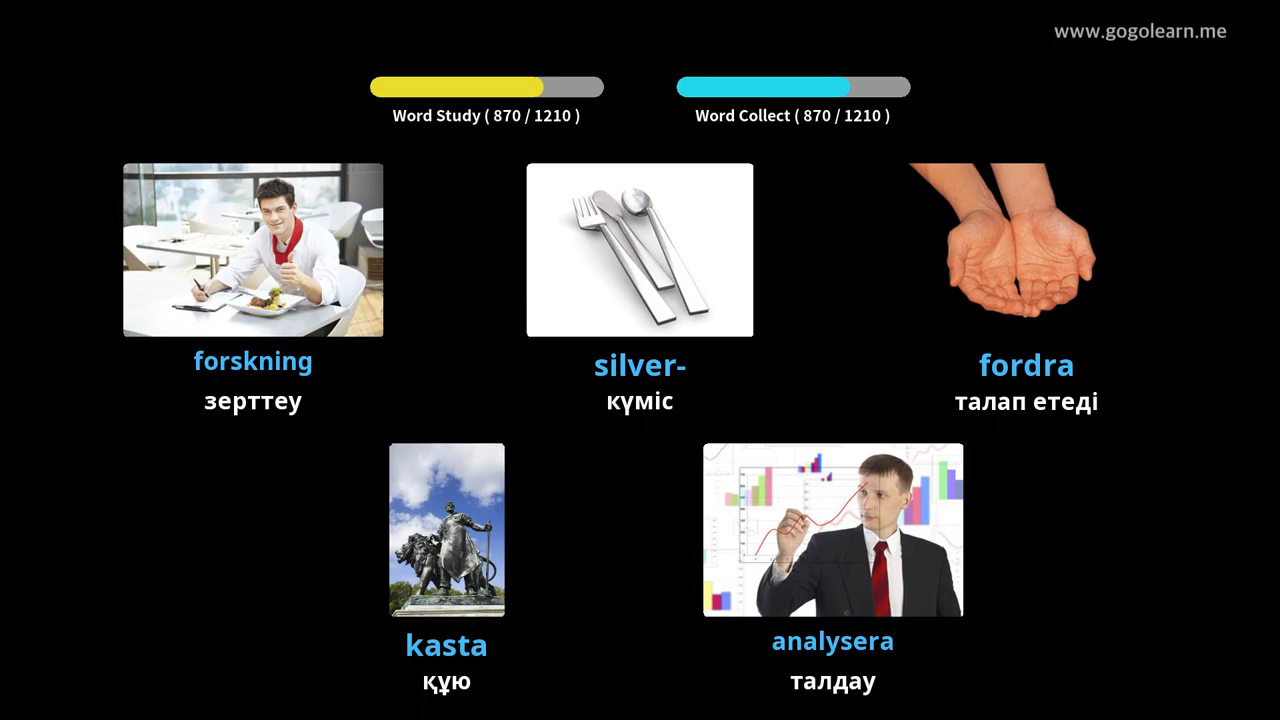 www.gogolearn.me
Word Study ( 870 / 1210 )
Word Collect ( 870 / 1210 )
forskning
зерттеу
silver-
күміс
fordra
талап етеді
kasta
құю
analysera
талдау